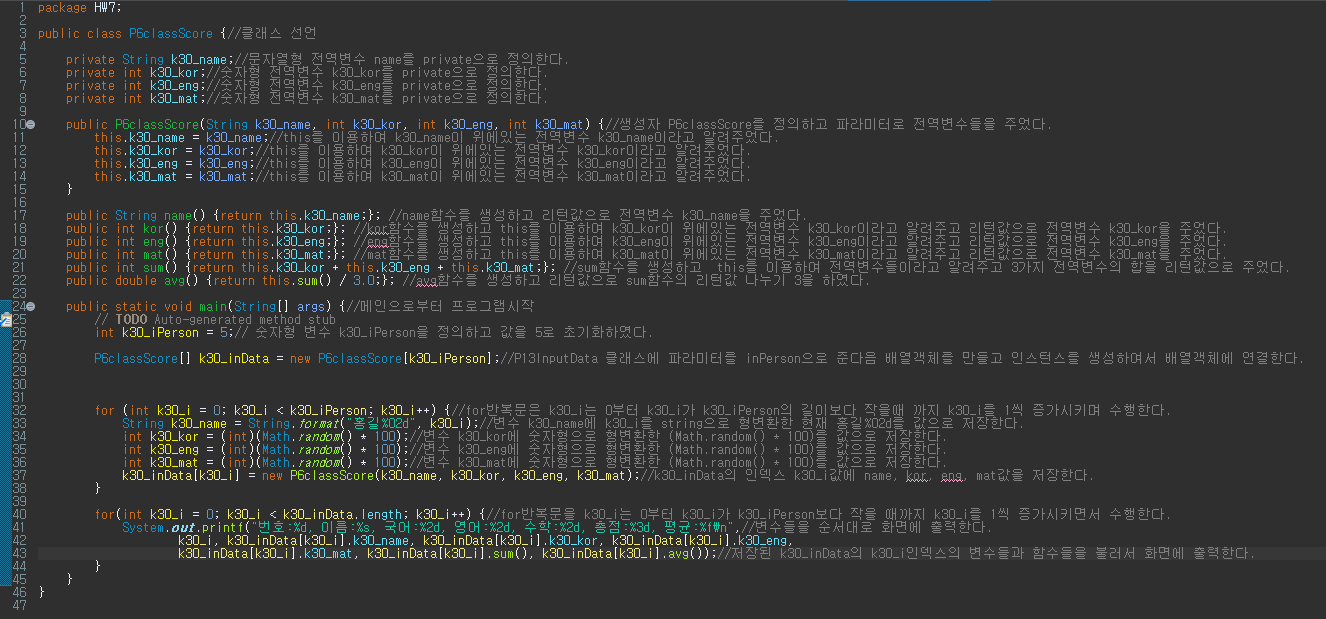 1 package HW7;
2
3 public class P6classScore {//클래스 선언
4
5 private String k30_name;//문자열형 전역변수 name를 private으로 정의한다.
6 private int k30_kor;//숫자형 전역변수 k30_kor를 private으로 정의한다.
7 private int k30_eng;//숫자형 전역변수 k30_eng를 private으로 정의한다.
8 private int k30_mat;//숫자형 전역변수 k30_mat를 private으로 정의한다.
9
10 public P6classScore(String k30_name, int k30_kor, int k30_eng, int k30_mat) {//생성자 P6classScore를 정의하고 파라미터로 전역변수들을 주었다.
11 this.k30_name = k30_name;//this를 이용하여 k30_name이 위에있는 전역변수 k30_name이라고 알려주었다.
12 this.k30_kor = k30_kor;//this를 이용하여 k30_kor이 위에있는 전역변수 k30_kor이라고 알려주었다.
13 this.k30_eng = k30_eng;//this를 이용하여 k30_eng이 위에있는 전역변수 k30_eng이라고 알려주었다.
14 this.k30_mat = k30_mat;//this를 이용하여 k30_mat이 위에있는 전역변수 k30_mat이라고 알려주었다.
15 }
16
17 public String name() {return this.k30_name;}; //name함수를 생성하고 리턴값으로 전역변수 k30_name을 주었다.
18 public int kor() {return this.k30_kor;}; //kor함수를 생성하고 this를 이용하여 k30_kor이 위에있는 전역변수 k30_kor이라고 알려주고 리턴값으로 전역변수 k30_kor을 주었다.
19 public int eng() {return this.k30_eng;}; //eng함수를 생성하고 this를 이용하여 k30_eng이 위에있는 전역변수 k30_eng이라고 알려주고 리턴값으로 전역변수 k30_eng를 주었다.
20 public int mat() {return this.k30_mat;}; //mat함수를 생성하고 this를 이용하여 k30_mat이 위에있는 전역변수 k30_mat이라고 알려주고 리턴값으로 전역변수 k30_mat를 주었다.
21 public int sum() {return this.k30_kor + this.k30_eng + this.k30_mat;}; //sum함수를 생성하고 this를 이용하여 전역변수들이라고 알려주고 3가지 전역변수의 합을 리턴값으로 주었다.
22 public double avg() {return this.sum() / 3.0;}; //avg함수를 생성하고 리턴값으로 sum함수의 리턴값 나누기 3를 하였다.
23
24 public static void main(String[] args) {//메인으로부터 프로그램시작
25 // TODO Auto-generated method stub
26 int k30_iPerson = 5;// 숫자형 변수 k30_iPerson을 정의하고 값을 5로 초기화하였다.
27
28 P6classScore[] k30_inData = new P6classScore[k30_iPerson];//P13InputData 클래스에 파라미터를 inPerson으로 준다음 배열객체를 만들고 인스턴스를 생성하여서 배열객체에 연결한다.
29
30
31
32 for (int k30_i = 0; k30_i < k30_iPerson; k30_i++) {//for반복문은 k30_i는 0부터 k30_i가 k30_iPerson의 길이보다 작을때 까지 k30_i를 1씩 증가시키며 수행한다.
33 String k30_name = String.format("홍길%02d", k30_i);//변수 k30_name에 k30_i를 string으로 형변환한 현재 홍길%02d를 값으로 저장한다.
34 int k30_kor = (int)(Math.random() * 100);//변수 k30_kor에 숫자형으로 형변환한 (Math.random() * 100)를 값으로 저장한다.
35 int k30_eng = (int)(Math.random() * 100);//변수 k30_eng에 숫자형으로 형변환한 (Math.random() * 100)를 값으로 저장한다.
36 int k30_mat = (int)(Math.random() * 100);//변수 k30_mat에 숫자형으로 형변환한 (Math.random() * 100)를 값으로 저장한다.
37 k30_inData[k30_i] = new P6classScore(k30_name, k30_kor, k30_eng, k30_mat);//k30_inData의 인덱스 k30_i값에 name, kor, eng, mat값을 저장한다.
38 }
39
40 for(int k30_i = 0; k30_i < k30_inData.length; k30_i++) {//for반복문을 k30_i는 0부터 k30_i가 k30_iPerson보다 작을 때까지 k30_i를 1씩 증가시키면서 수행한다.
41 System.out.printf("번호:%d, 이름:%s, 국어:%2d, 영어:%2d, 수학:%2d, 총점:%3d, 평균:%f\n",//변수들을 순서대로 화면에 출력한다.
42 k30_i, k30_inData[k30_i].k30_name, k30_inData[k30_i].k30_kor, k30_inData[k30_i].k30_eng,
43 k30_inData[k30_i].k30_mat, k30_inData[k30_i].sum(), k30_inData[k30_i].avg());//저장된 k30_inData의 k30_i인덱스의 변수들과 함수들을 불러서 화면에 출력한다.
44 }
45 }
46 }
47